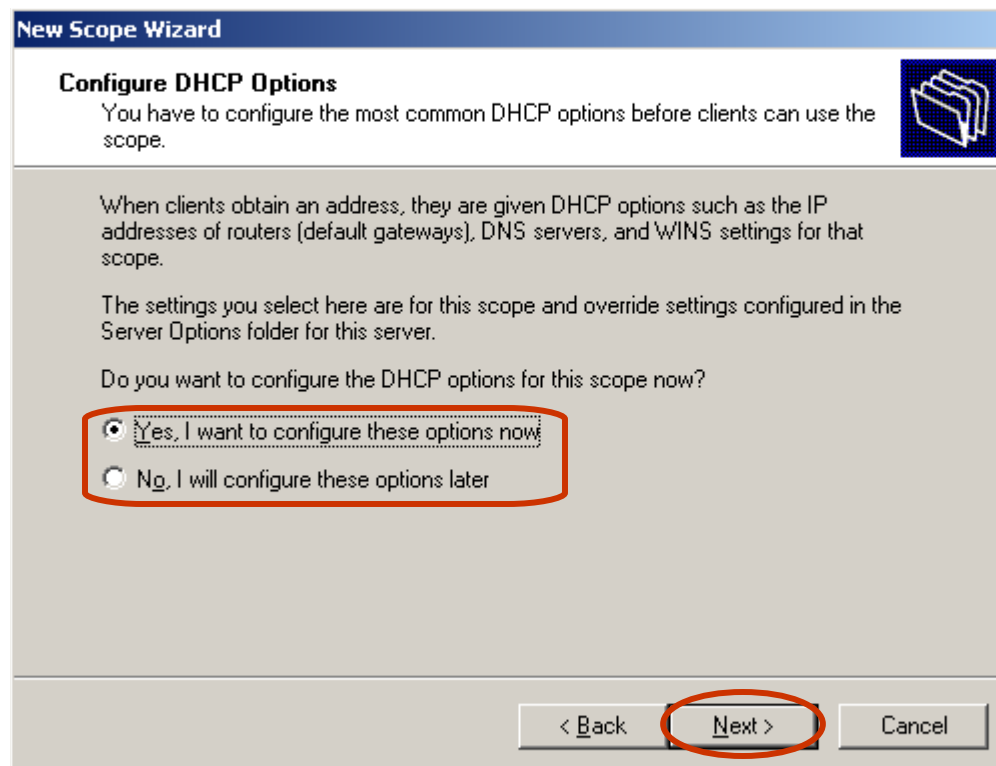 New Scope Wizard
Configure DHCP Options
You have to configure the most common DHCP options before clients can use the
scope.
When clients obtain an address, they are given DHCP options such as the IP
addresses of routers (default gateways), DNS servers, and WINS settings for that
scope.
The settings you select here are for this scope and override settings configured in the
Server Options folder for this server.
Do you want to configure the DHCP options for this scope now?
Yes, I want to configure these options now
No, I will configure these options later
< Back
Next >
Cancel